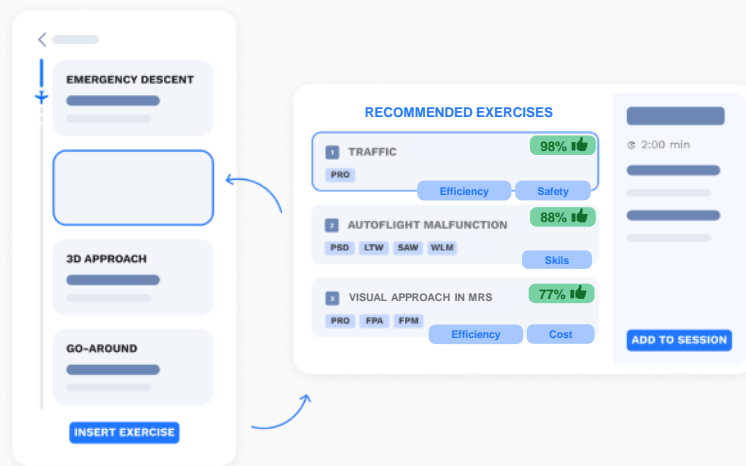 EMERGENCY DESCENT
3D APPROACH
GO-AROUND
INSERT EXERCISE
RECOMMENDED EXERCISES
1 TRAFFIC
98%
PRO
Efficiency Safety
2 AUTOFLIGHT MALFUNCTION
88%
PSD LTW SAW WLM
Skils
3 VISUAL APPROACH IN MRS
77%
PRO FPA FPM
Efficiency Cost
2:00 min
ADD TO SESSION